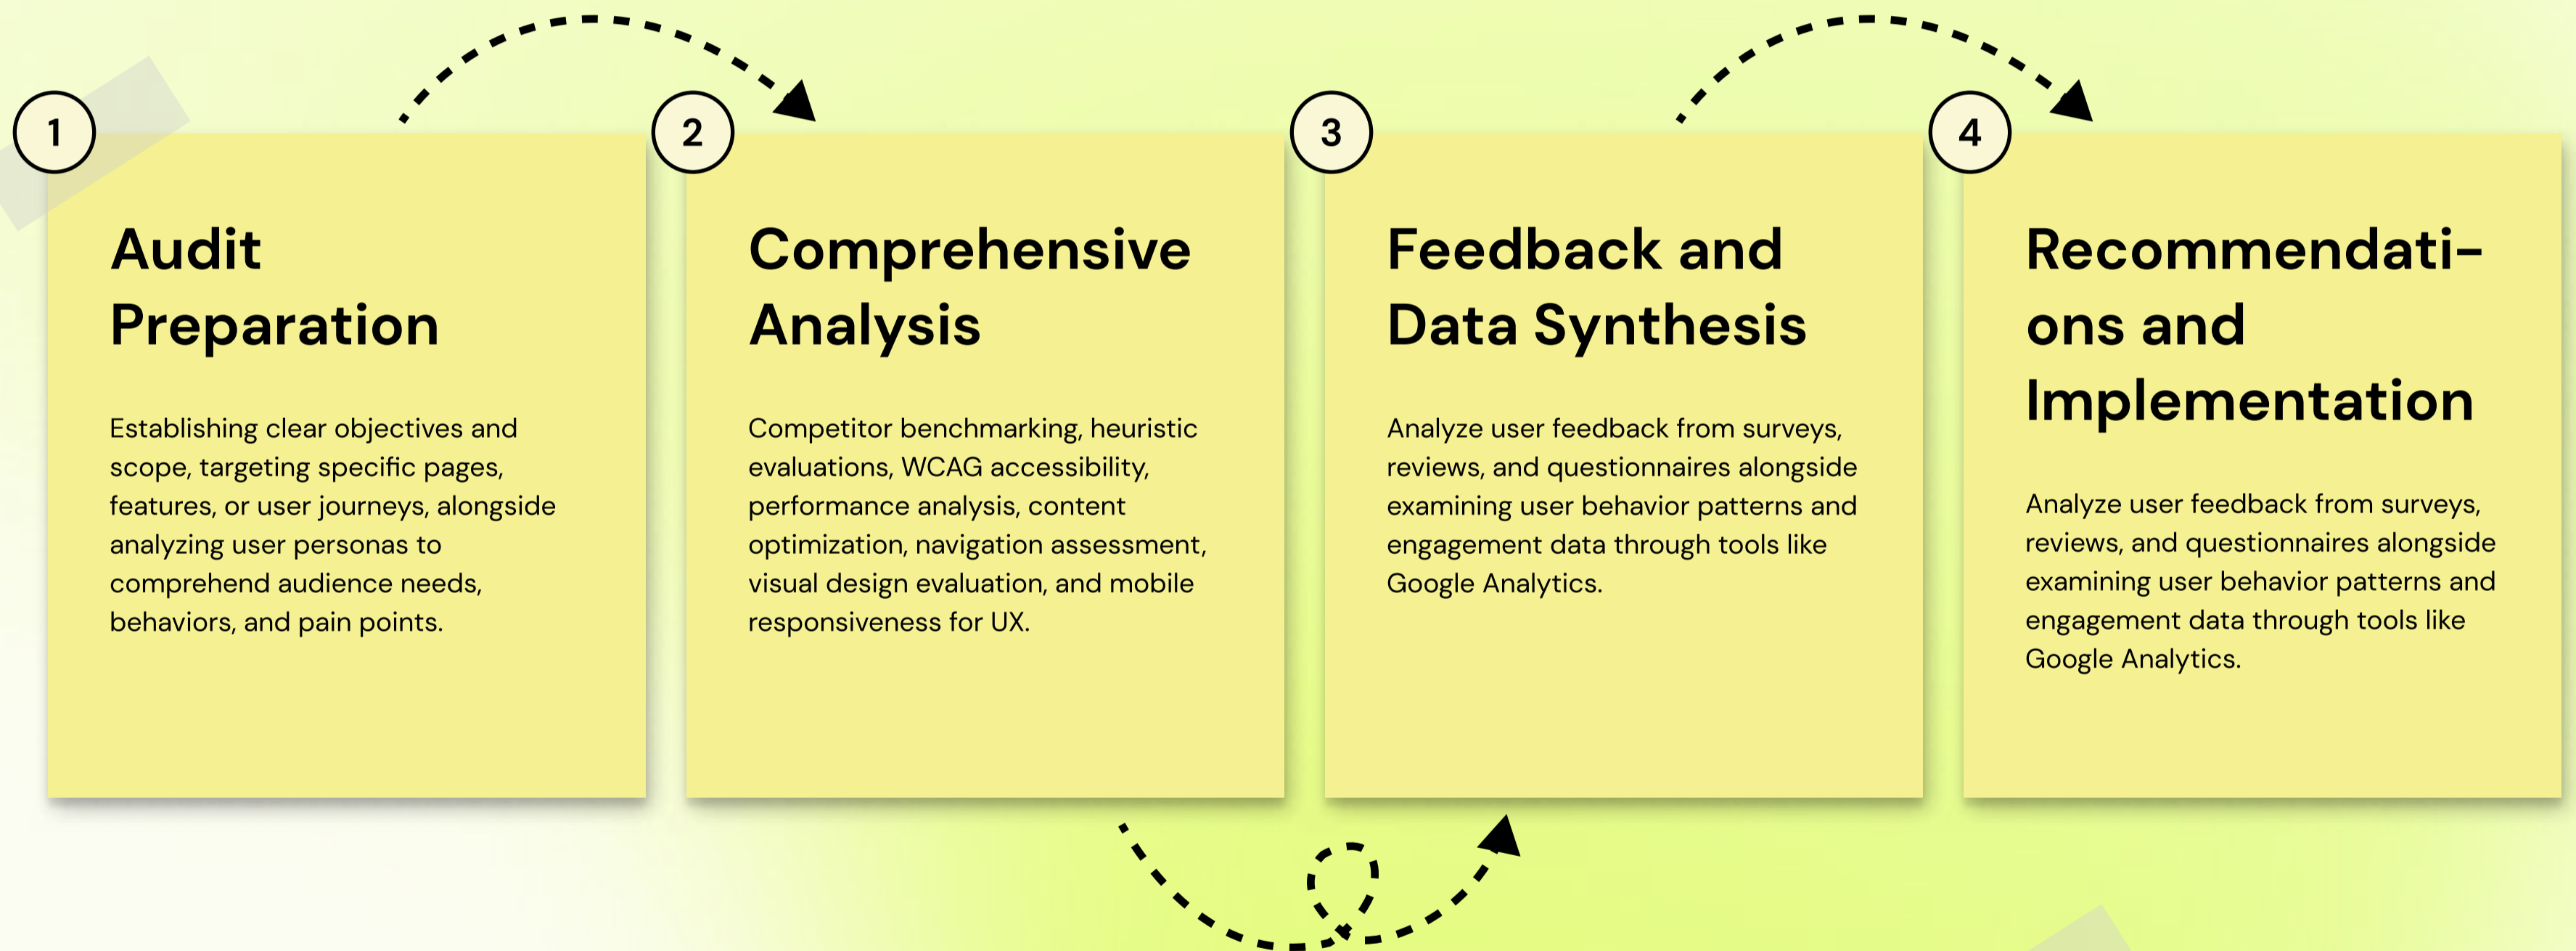 1
Audit
Preparation
Establishing clear objectives and
scope, targeting specific pages,
features, or user journeys, alongside
analyzing user personas to
comprehend audience needs,
behaviors, and pain points.
2
Comprehensive
Analysis
Competitor benchmarking, heuristic
evaluations, WCAG accessibility,
performance analysis, content
optimization, navigation assessment,
visual design evaluation, and mobile
responsiveness for UX.
3
Feedback and
Data Synthesis
Analyze user feedback from surveys,
reviews, and questionnaires alongside
examining user behavior patterns and
engagement data through tools like
Google Analytics.
4
Recommendati-
ons and
Implementation
Analyze user feedback from surveys,
reviews, and questionnaires alongside
examining user behavior patterns and
engagement data through tools like
Google Analytics.